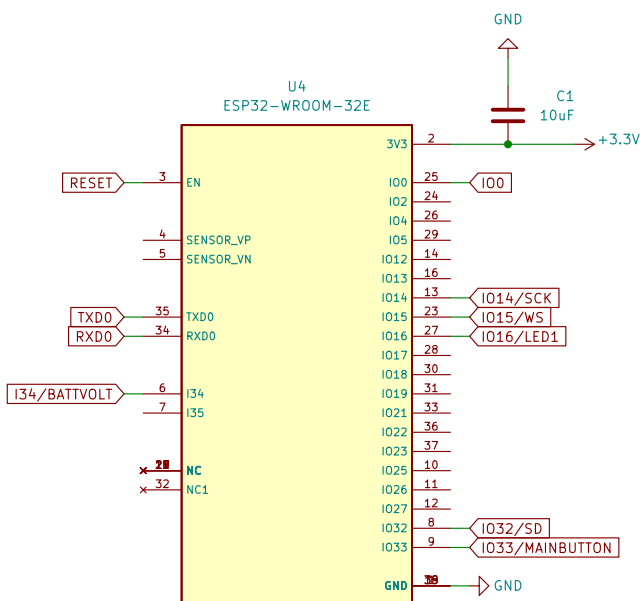 GND
U4
ESP32-WROOM-32E
C1
10uF
3V3 2 +3.3V
RESET 3 EN
IO0 25 IO0
IO2 24
IO4 26
4 SENSOR_VP
IO5 29
5 SENSOR_VN
IO12 14
IO13 16
IO14 13 IO14/SCK
TXD0 35 TXD0
IO15 23 IO15/WS
RXD0 34 RXD0
IO16 27 IO16/LED1
IO17 28
IO18 30
I34/BATTVOLT 6 I34
IO19 31
7 I35
IO21 33
IO22 36
IO23 37
NC
IO25 10
32 NC1
IO26 11
IO27 12
IO32 8 IO32/SD
IO33 9 IO33/MAINBUTTON
GND GND